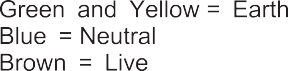 Green and Yellow = Earth
Blue = Neutral
Brown = Live